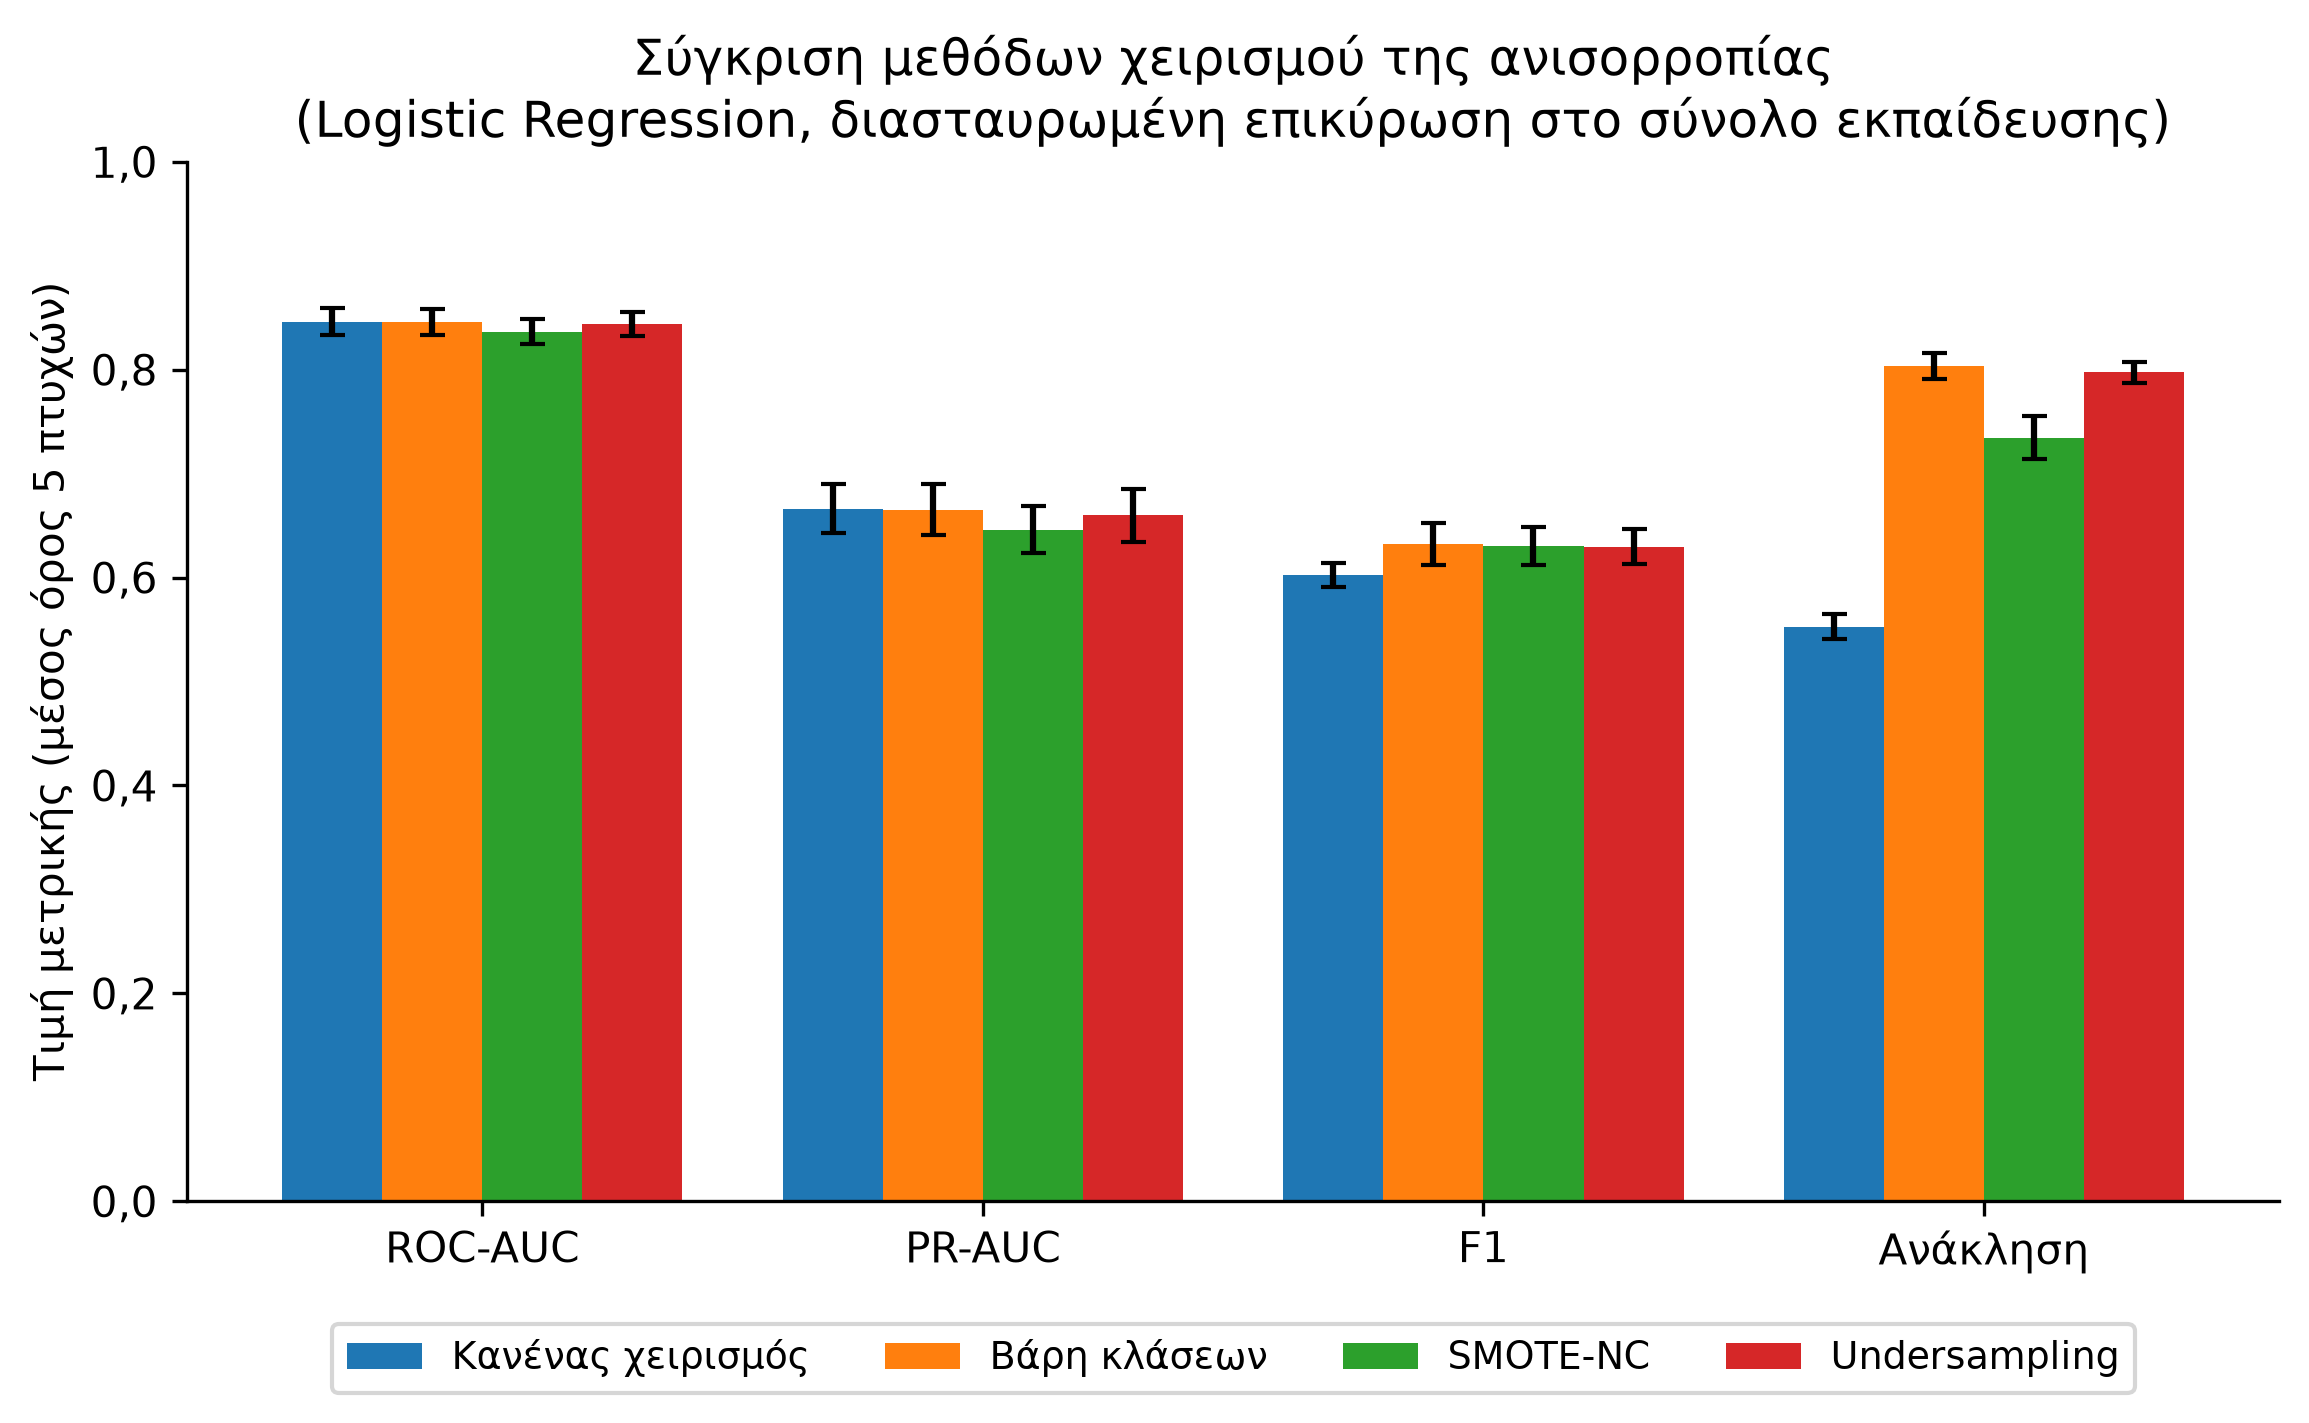 Σύγκριση μεθόδων χειρισμού της ανισορροπίας
(Logistic Regression, διασταυρωμένη επικύρωση στο σύνολο εκπαίδευσης)
Τιμή μετρικής (μέσος όρος 5 πτυχών)
1,0
0,8
0,6
0,4
0,2
0,0
ROC-AUC PR-AUC F1 Ανάκληση
Κανένας χειρισμός Βάρη κλάσεων SMOTE-NC Undersampling